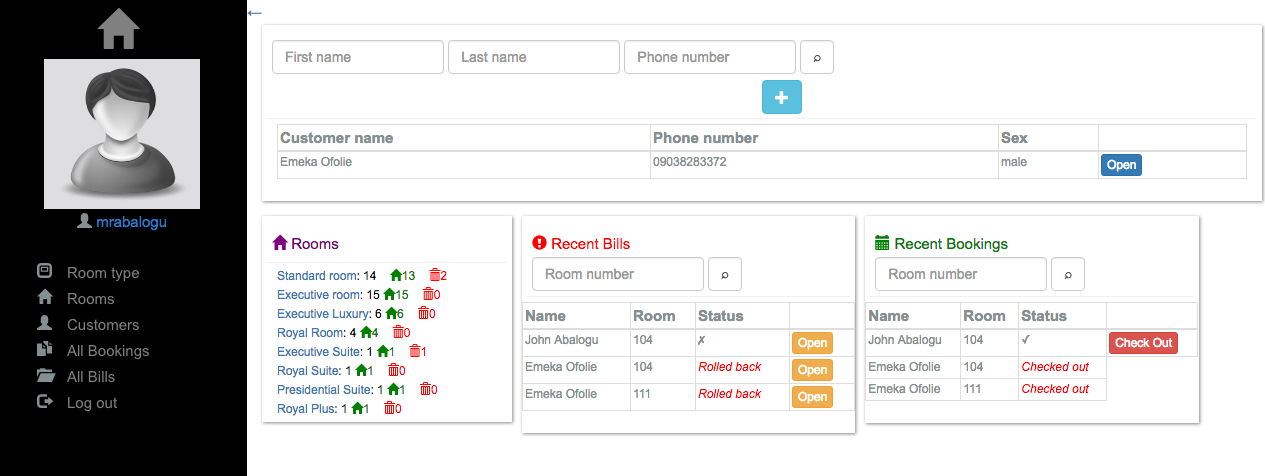 ←
First name Last name Phone number
+
Customer name Phone number Sex
Emeka Ofolie 09038283372 male Open
mrabalogu
Room type
Rooms
Customers
All Bookings
All Bills
Log out
Rooms
Standard room: 14 13 2
Executive room: 15 15 0
Executive Luxury: 6 6 0
Royal Room: 4 4 0
Executive Suite: 1 1 1
Royal Suite: 1 1 0
Presidential Suite: 1 1 0
Royal Plus: 1 1 0
Recent Bills
Room number
Name Room Status
John Abalogu 104 ✗ Open
Emeka Ofolie 104 Rolled back Open
Emeka Ofolie 111 Rolled back Open
Recent Bookings
Room number
Name Room Status
John Abalogu 104 ✓ Check Out
Emeka Ofolie 104 Checked out
Emeka Ofolie 111 Checked out